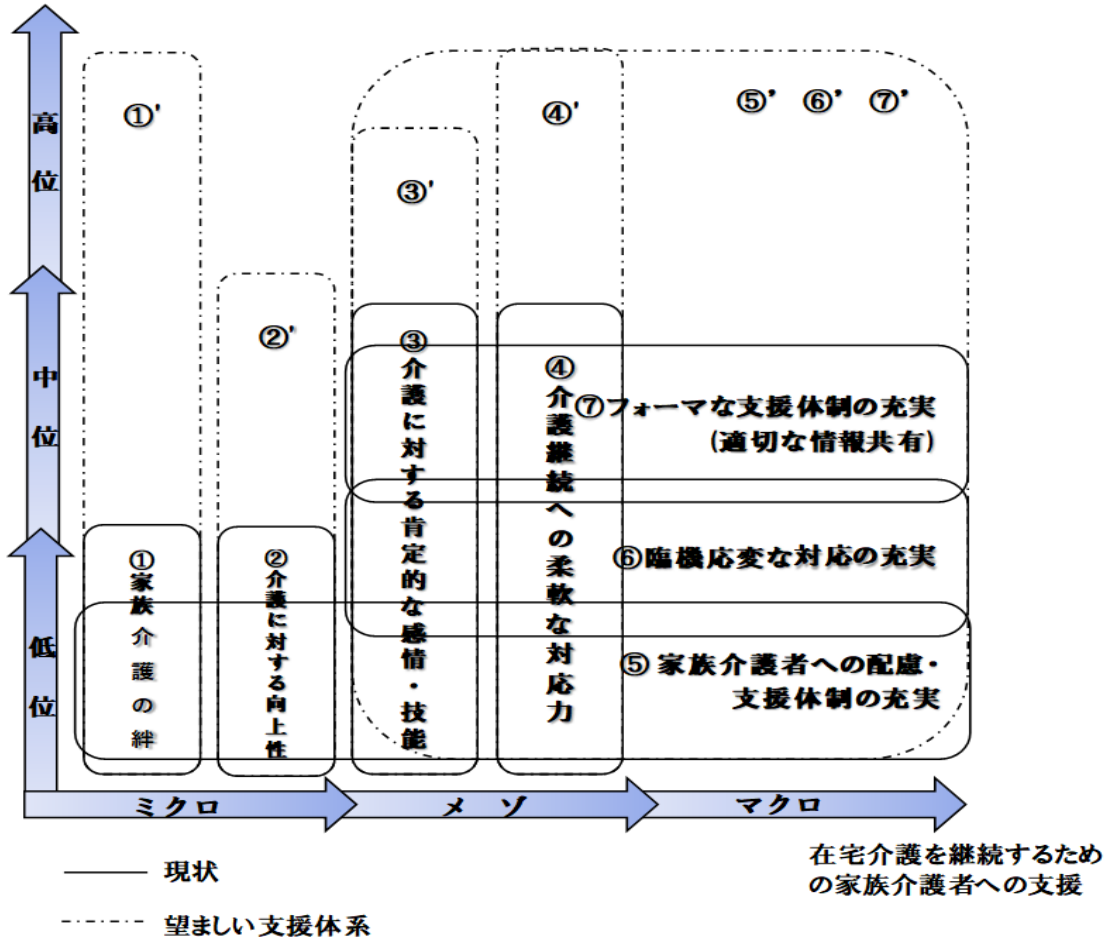 ①'
④'
⑤’ ⑥’ ⑦’
高位
③'
②'
中位
③介護に対する肯定的な感情・技能
④介護継続への柔軟な対応力
⑦フォーマな支援体制の充実
(適切な情報共有)
①家族介護の絆
②介護に対する向上性
⑥臨機応変な対応の充実
低位
⑤家族介護者への配慮・
支援体制の充実
ミクロ
メゾ
マクロ
現状
望ましい支援体系
在宅介護を継続するため
の家族介護者への支援